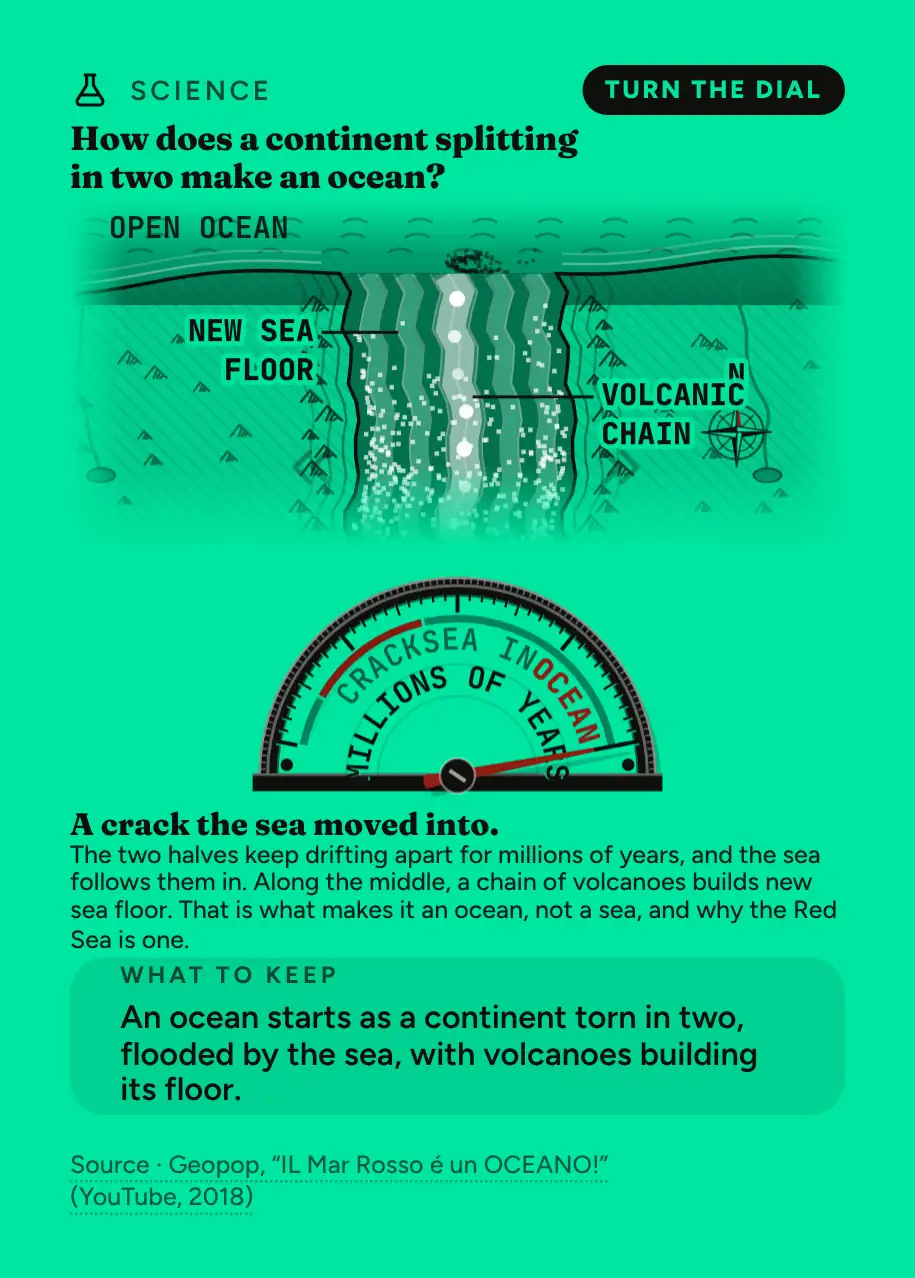 SCIENCE
TURN THE DIAL
How does a continent splitting
in two make an ocean?
OPEN OCEAN
NEW SEA
FLOOR
N
VOLCANIC
CHAIN
CRACK SEA IN OCEAN
MILLIONS OF YEARS
A crack the sea moved into.
The two halves keep drifting apart for millions of years, and the sea
follows them in. Along the middle, a chain of volcanoes builds new
sea floor. That is what makes it an ocean, not a sea, and why the Red
Sea is one.
WHAT TO KEEP
An ocean starts as a continent torn in two,
flooded by the sea, with volcanoes building
its floor.
Source · Geopop, “IL Mar Rosso é un OCEANO!”
(YouTube, 2018)